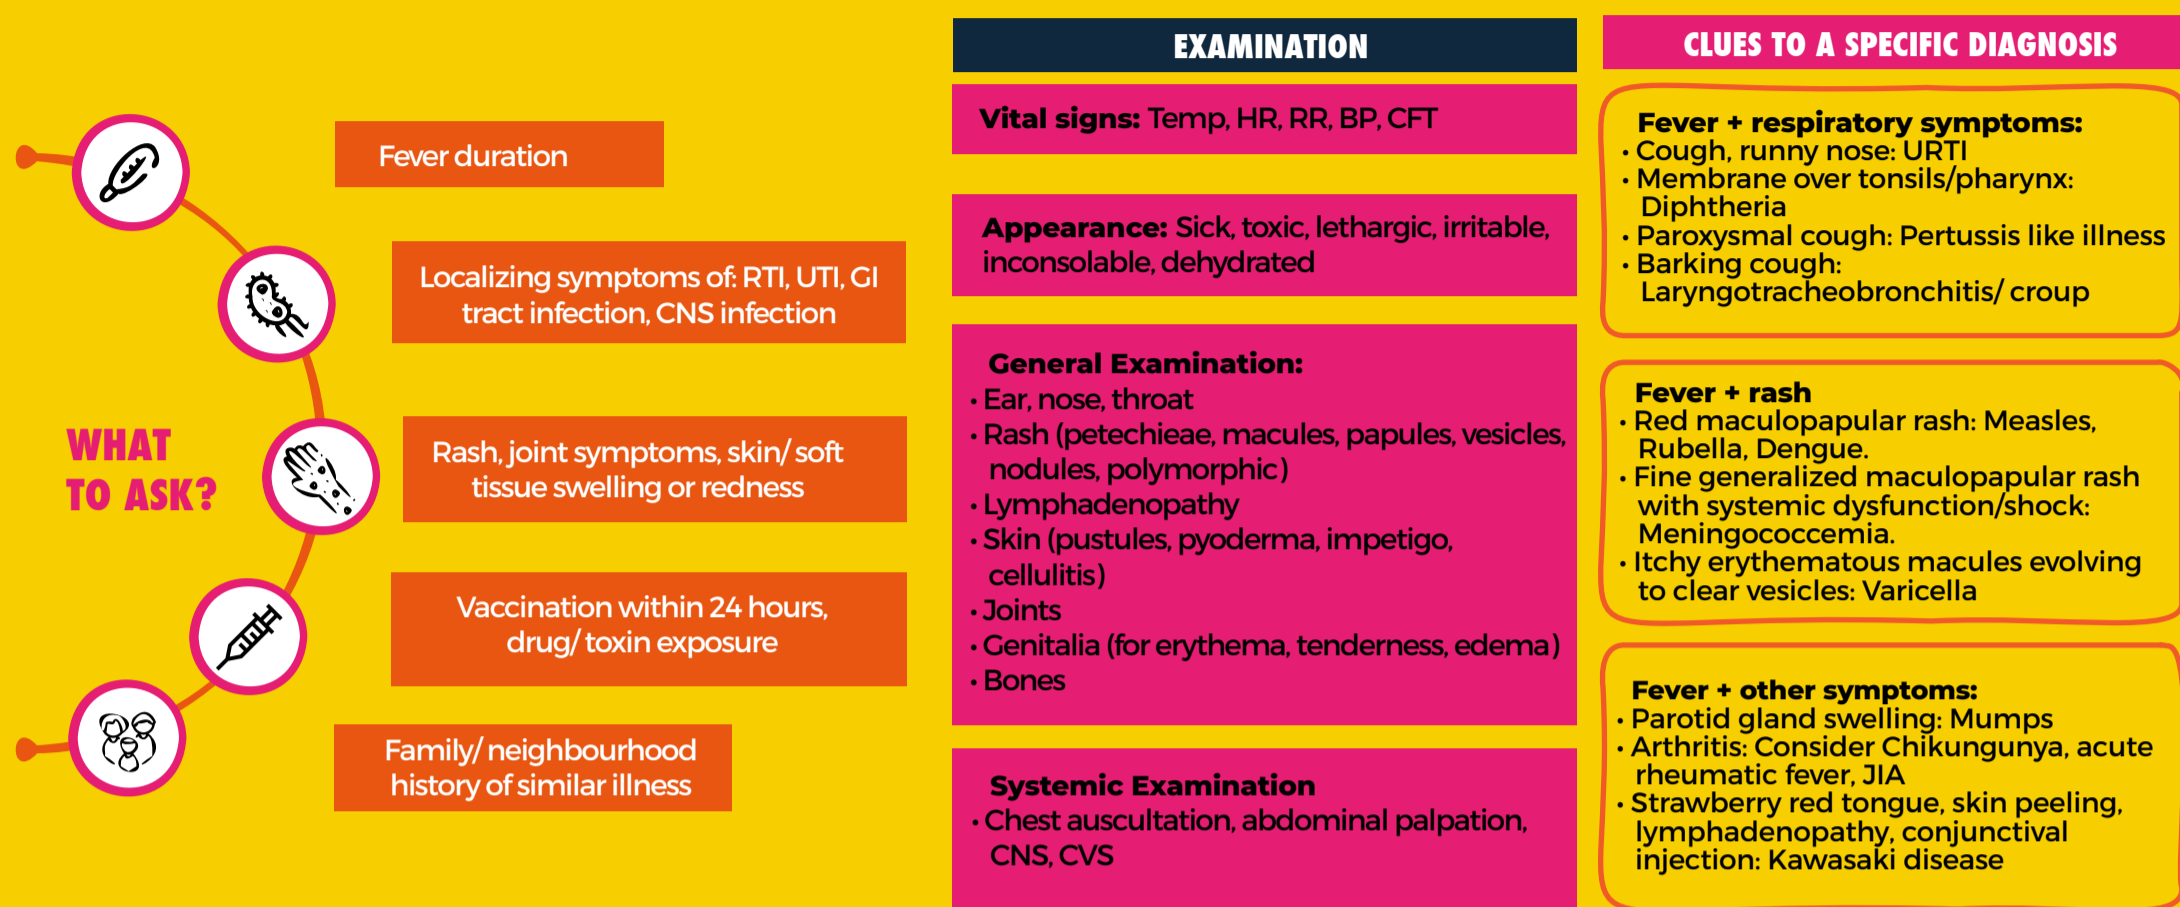 WHAT
TO ASK?
Fever duration
Localizing symptoms of: RTI, UTI, GI
tract infection, CNS infection
Rash, joint symptoms, skin/ soft
tissue swelling or redness
Vaccination within 24 hours,
drug/ toxin exposure
Family/ neighbourhood
history of similar illness
EXAMINATION
Vital signs: Temp, HR, RR, BP, CFT
Appearance: Sick, toxic, lethargic, irritable,
inconsolable, dehydrated
General Examination:
• Ear, nose, throat
• Rash (petechieae, macules, papules, vesicles,
nodules, polymorphic)
• Lymphadenopathy
• Skin (pustules, pyoderma, impetigo,
cellulitis)
• Joints
• Genitalia (for erythema, tenderness, edema)
• Bones
Systemic Examination
• Chest auscultation, abdominal palpation,
CNS, CVS
CLUES TO A SPECIFIC DIAGNOSIS
Fever + respiratory symptoms:
• Cough, runny nose: URTI
• Membrane over tonsils/pharynx:
Diphtheria
• Paroxysmal cough: Pertussis like illness
• Barking cough:
Laryngotracheobronchitis/ croup
Fever + rash
• Red maculopapular rash: Measles,
Rubella, Dengue.
• Fine generalized maculopapular rash
with systemic dysfunction/shock:
Meningococcemia.
• Itchy erythematous macules evolving
to clear vesicles: Varicella
Fever + other symptoms:
• Parotid gland swelling: Mumps
• Arthritis: Consider Chikungunya, acute
rheumatic fever, JIA
• Strawberry red tongue, skin peeling,
lymphadenopathy, conjunctival
injection: Kawasaki disease